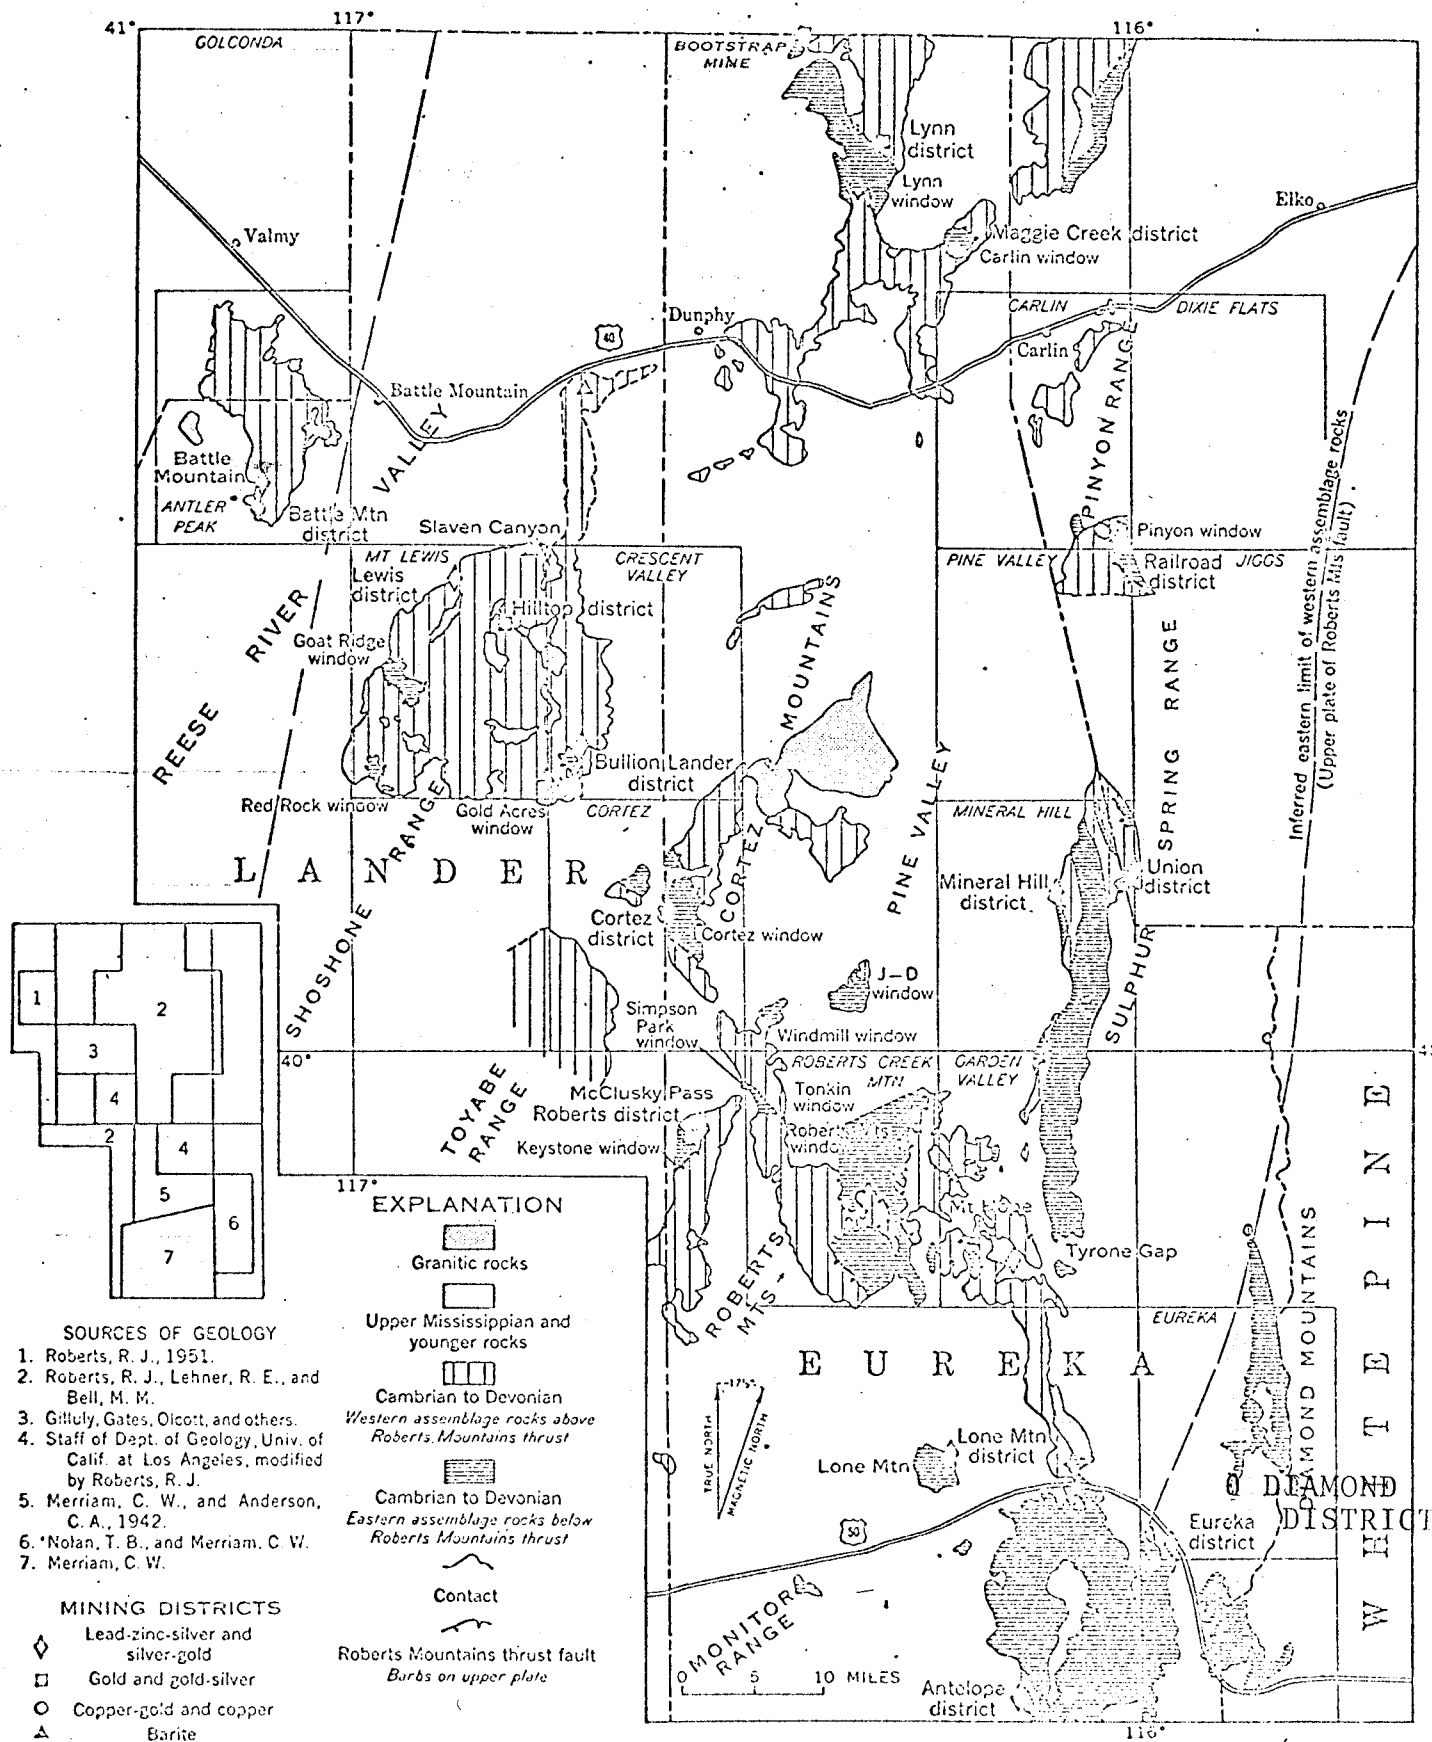 41°
117°
116°
GOLCONDA
BOOTSTRAP
MINE
Lynn
district
Lynn
window
Elko
Valmy
Maggie Creek district
Carlin window
Dunphy
CARLIN
DIXIE FLATS
40
Carlin
Battle Mountain
PINYON RANGE
VALLEY
Battle
Mountain
ANTLER
PEAK
Battle Mtn
district
Slaven Canyon
Pinyon window
MT LEWIS
CRESCENT
VALLEY
PINE VALLEY
Railroad
district
JIGGS
Lewis
district
Hilltop district
Goat Ridge
window
RIVER
REESE
MOUNTAINS
SPRING RANGE
Inferred eastern limit of western assemblage rocks
(Upper plate of Roberts Mts fault)
Bullion Lander
district
Red Rock window
Gold Acres
window
CORTEZ
MINERAL HILL
PINE VALLEY
LANDER
RANGE
CORTEZ
Mineral Hill
district
Union
district
Cortez
district
Cortez window
SHOSHONE
J-D
window
SULPHUR
Simpson
Park
window
Windmill window
40°
ROBERTS CREEK
MTN
GARDEN
VALLEY
TOYABE
RANGE
McClusky Pass
Roberts district
Tonkin
window
Keystone window
Mt Hope
Tyrone Gap
ROBERTS
MTS
EUREKA
EUREKA
DIAMOND MOUNTAINS
WHITE PINE
TRUE NORTH
MAGNETIC NORTH
Lone Mtn
district
Lone Mtn
50
DIAMOND
DISTRICT
Eureka
district
MONITOR
RANGE
0 5 10 MILES
Antelope
district
116°
117°
1
2
3
4
2
4
5
6
7
SOURCES OF GEOLOGY
1. Roberts, R. J., 1951.
2. Roberts, R. J., Lehner, R. E., and
Bell, M. M.
3. Gilluly, Gates, Olcott, and others.
4. Staff of Dept. of Geology, Univ. of
Calif. at Los Angeles, modified
by Roberts, R. J.
5. Merriam, C. W., and Anderson,
C. A., 1942.
6. Nolan, T. B., and Merriam. C. W.
7. Merriam, C. W.
MINING DISTRICTS
Lead-zinc-silver and
silver-gold
Gold and gold-silver
Copper-gold and copper
Barite
EXPLANATION
Granitic rocks
Upper Mississippian and
younger rocks
Cambrian to Devonian
Western assemblage rocks above
Roberts Mountains thrust
Cambrian to Devonian
Eastern assemblage rocks below
Roberts Mountains thrust
Contact
Roberts Mountains thrust fault
Barbs on upper plate